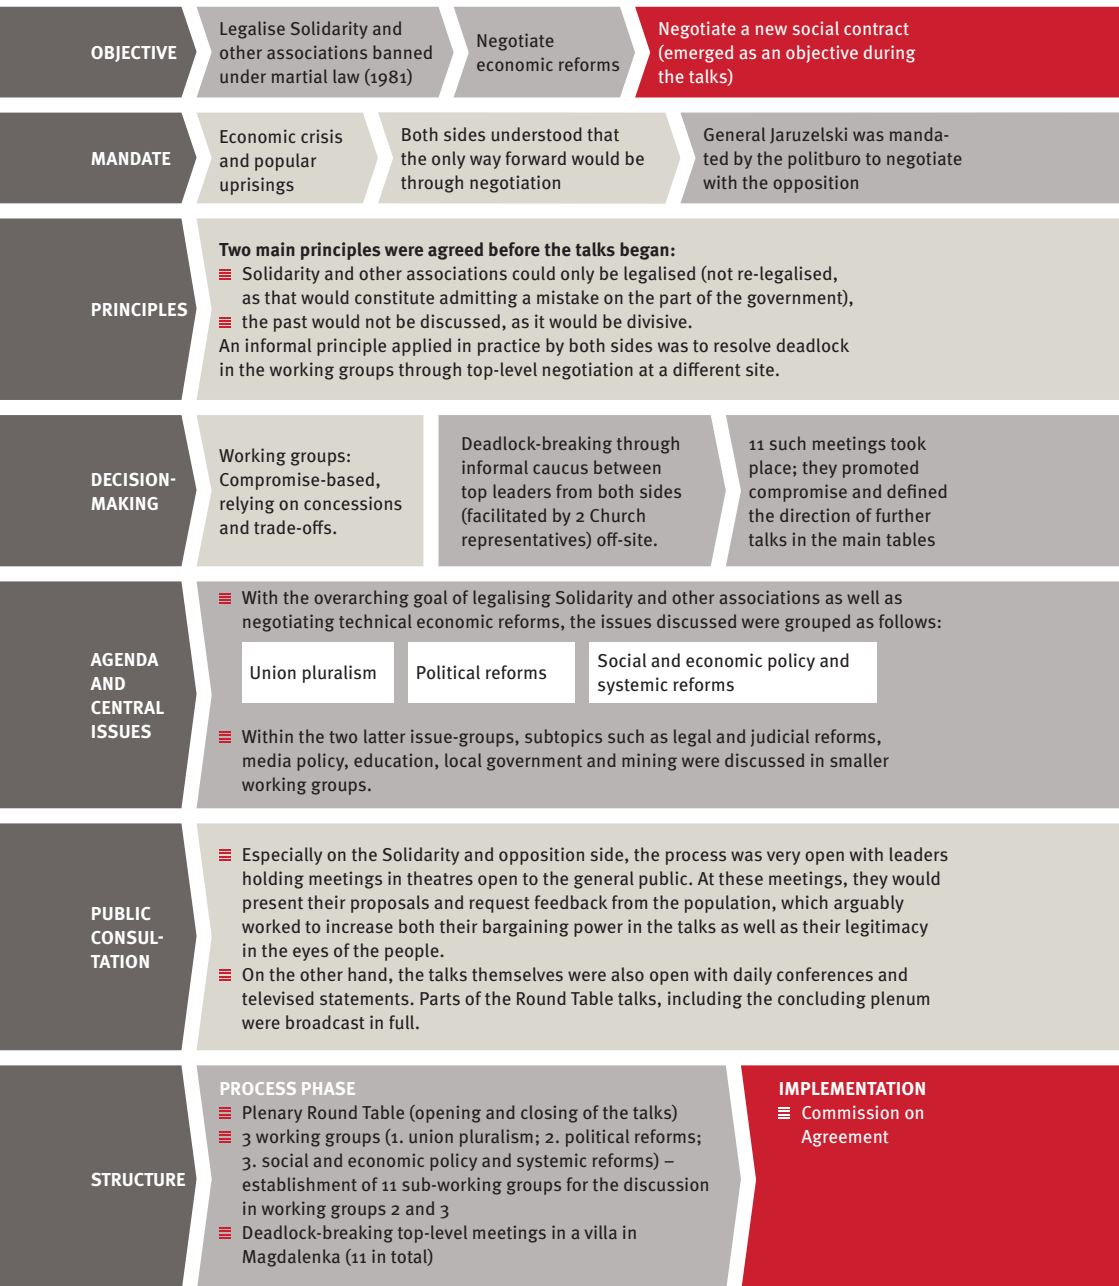 OBJECTIVE
Legalise Solidarity and
other associations banned
under martial law (1981)
Negotiate
economic reforms
Negotiate a new social contract
(emerged as an objective during
the talks)
MANDATE
Economic crisis
and popular
uprisings
Both sides understood that
the only way forward would be
through negotiation
General Jaruzelski was manda-
ted by the politburo to negotiate
with the opposition
PRINCIPLES
Two main principles were agreed before the talks began:
Solidarity and other associations could only be legalised (not re-legalised,
as that would constitute admitting a mistake on the part of the government),
the past would not be discussed, as it would be divisive.
An informal principle applied in practice by both sides was to resolve deadlock
in the working groups through top-level negotiation at a different site.
DECISION-
MAKING
Working groups:
Compromise-based,
relying on concessions
and trade-offs.
Deadlock-breaking through
informal caucus between
top leaders from both sides
(facilitated by 2 Church
representatives) off-site.
11 such meetings took
place; they promoted
compromise and defined
the direction of further
talks in the main tables
AGENDA
AND
CENTRAL
ISSUES
With the overarching goal of legalising Solidarity and other associations as well as
negotiating technical economic reforms, the issues discussed were grouped as follows:
Union pluralism
Political reforms
Social and economic policy and
systemic reforms
Within the two latter issue-groups, subtopics such as legal and judicial reforms,
media policy, education, local government and mining were discussed in smaller
working groups.
PUBLIC
CONSUL-
TATION
Especially on the Solidarity and opposition side, the process was very open with leaders
holding meetings in theatres open to the general public. At these meetings, they would
present their proposals and request feedback from the population, which arguably
worked to increase both their bargaining power in the talks as well as their legitimacy
in the eyes of the people.
On the other hand, the talks themselves were also open with daily conferences and
televised statements. Parts of the Round Table talks, including the concluding plenum
were broadcast in full.
STRUCTURE
PROCESS PHASE
Plenary Round Table (opening and closing of the talks)
3 working groups (1. union pluralism; 2. political reforms;
3. social and economic policy and systemic reforms) –
establishment of 11 sub-working groups for the discussion
in working groups 2 and 3
Deadlock-breaking top-level meetings in a villa in
Magdalenka (11 in total)
IMPLEMENTATION
Commission on
Agreement